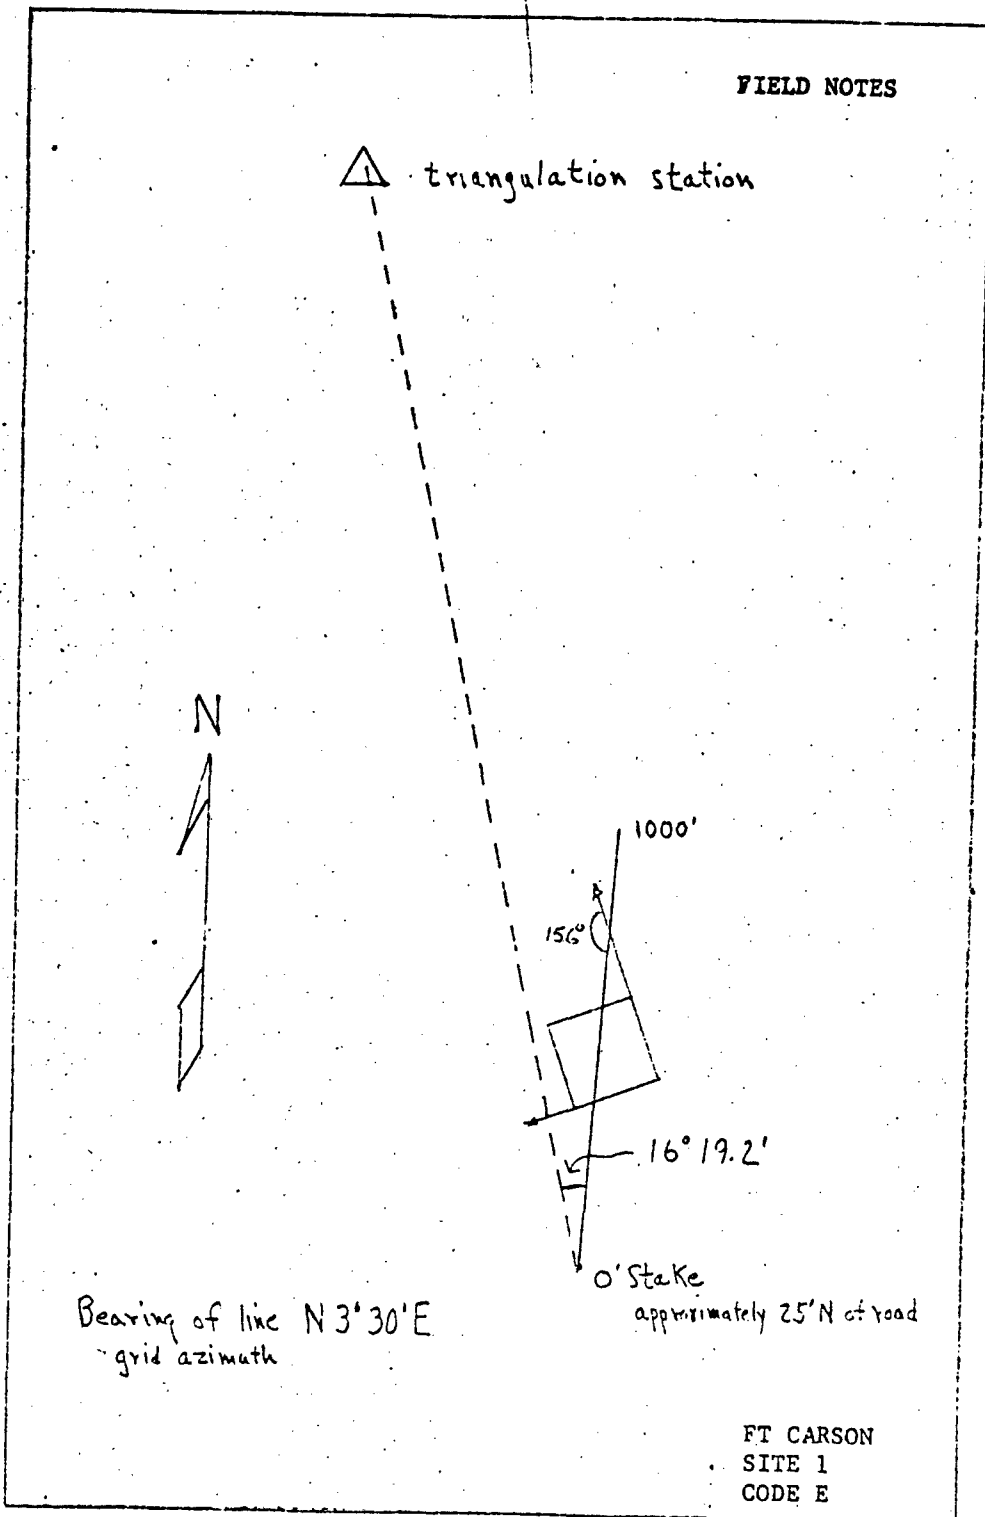 FIELD NOTES
triangulation station
N
1000'
156°
16° 19.2'
0' Stake
approximately 25' N of road
Bearing of line N 3° 30' E
grid azimuth
FT CARSON
SITE 1
CODE E